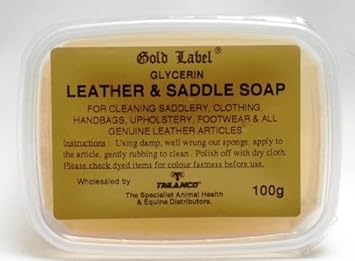 Gold Label®
GLYCERIN
LEATHER & SADDLE SOAP
FOR CLEANING SADDLERY, CLOTHING,
HANDBAGS, UPHOLSTERY, FOOTWEAR & ALL
GENUINE LEATHER ARTICLES
Instructions : Using damp, well wrung out sponge, apply to
the article, gently rubbing to clean. Polish off with dry cloth.
Please check dyed items for colour fastness before use.
Wholesaled by
TRILANCO
The Specialist Animal Health
& Equine Distributors.
100g